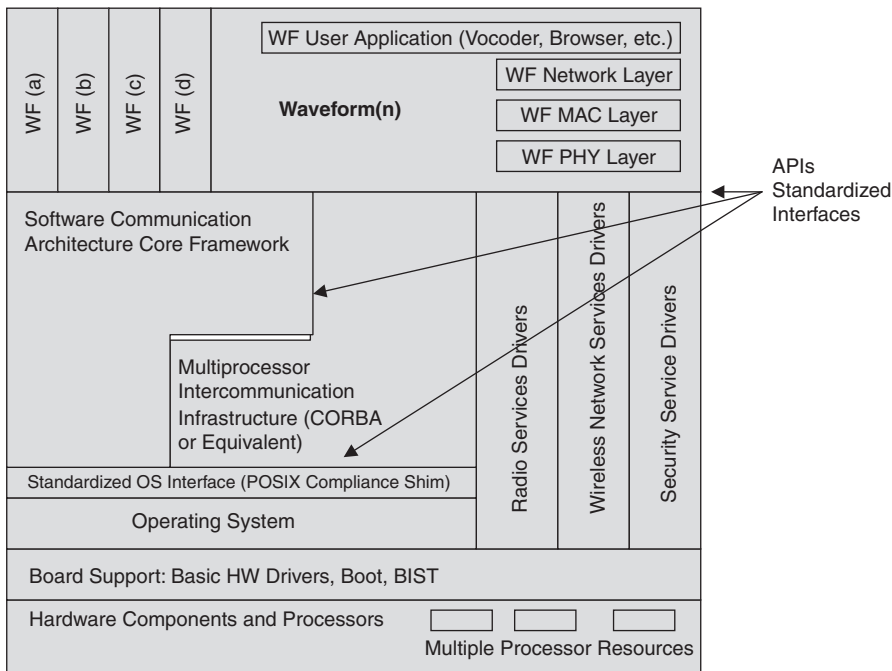 WF (a)
WF (b)
WF (c)
WF (d)
WF User Application (Vocoder, Browser, etc.)
WF Network Layer
Waveform(n)
WF MAC Layer
WF PHY Layer
APIs
Standardized
Interfaces
Software Communication
Architecture Core Framework
Multiprocessor
Intercommunication
Infrastructure (CORBA
or Equivalent)
Radio Services Drivers
Wireless Network Services Drivers
Security Service Drivers
Standardized OS Interface (POSIX Compliance Shim)
Operating System
Board Support: Basic HW Drivers, Boot, BIST
Hardware Components and Processors
Multiple Processor Resources